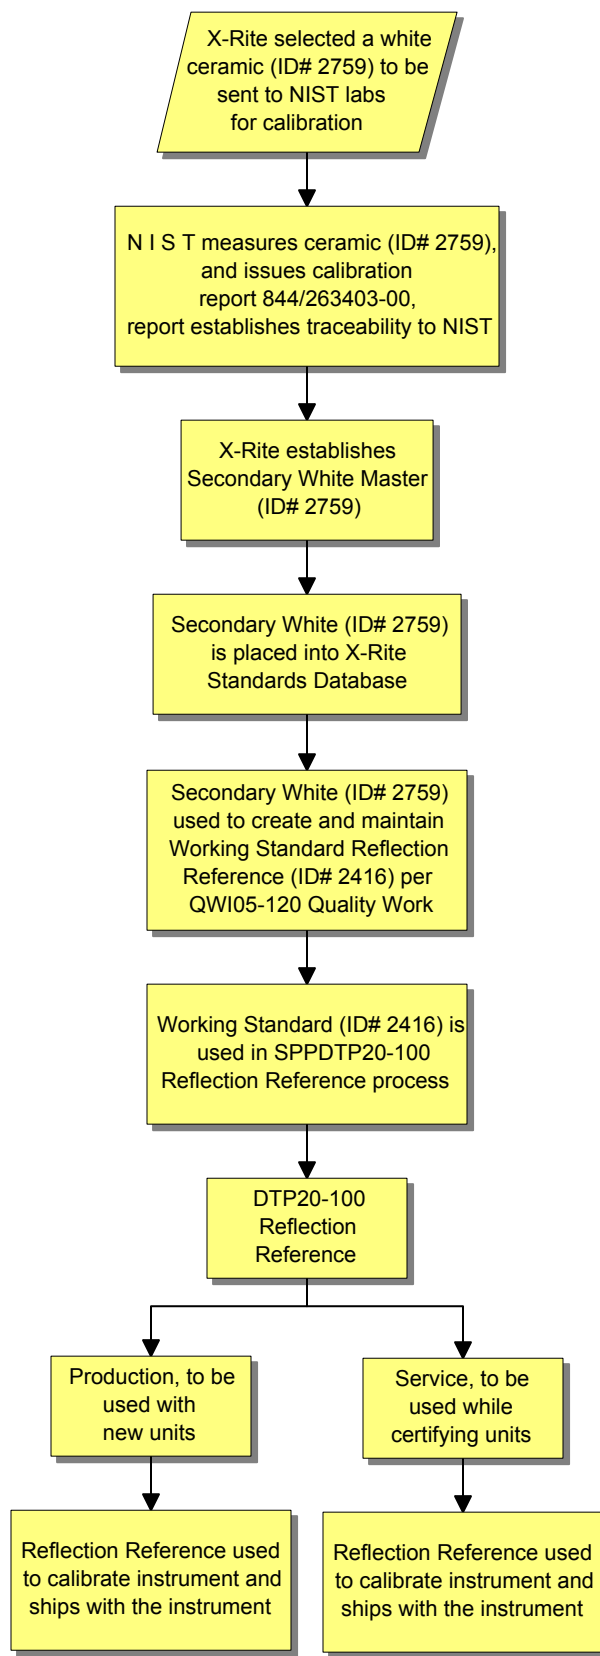 X-Rite selected a white
ceramic (ID# 2759) to be
sent to NIST labs
for calibration
N I S T measures ceramic (ID# 2759),
and issues calibration
report 844/263403-00,
report establishes traceability to NIST
X-Rite establishes
Secondary White Master
(ID# 2759)
Secondary White (ID# 2759)
is placed into X-Rite
Standards Database
Secondary White (ID# 2759)
used to create and maintain
Working Standard Reflection
Reference (ID# 2416) per
QWI05-120 Quality Work
Working Standard (ID# 2416) is
used in SPPDTP20-100
Reflection Reference process
DTP20-100
Reflection
Reference
Production, to be
used with
new units
Service, to be
used while
certifying units
Reflection Reference used
to calibrate instrument and
ships with the instrument
Reflection Reference used
to calibrate instrument and
ships with the instrument